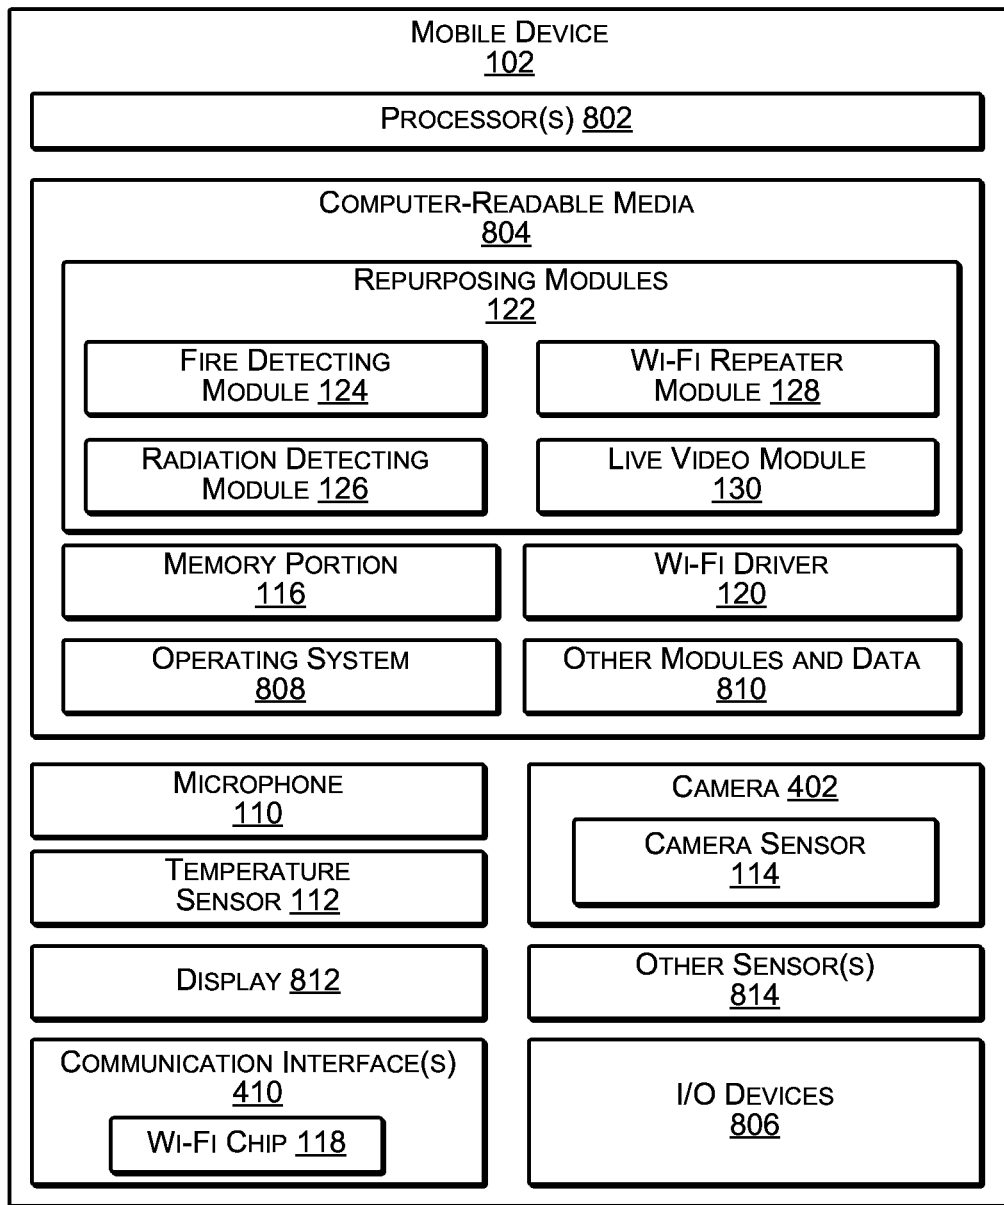 MOBILE DEVICE
102
PROCESSOR(S) 802
COMPUTER-READABLE MEDIA
804
REPURPOSING MODULES
122
FIRE DETECTING
MODULE 124
WI-FI REPEATER
MODULE 128
RADIATION DETECTING
MODULE 126
LIVE VIDEO MODULE
130
MEMORY PORTION
116
WI-FI DRIVER
120
OPERATING SYSTEM
808
OTHER MODULES AND DATA
810
MICROPHONE
110
CAMERA 402
CAMERA SENSOR
114
TEMPERATURE
SENSOR 112
DISPLAY 812
OTHER SENSOR(S)
814
COMMUNICATION INTERFACE(S)
410
WI-FI CHIP 118
I/O DEVICES
806